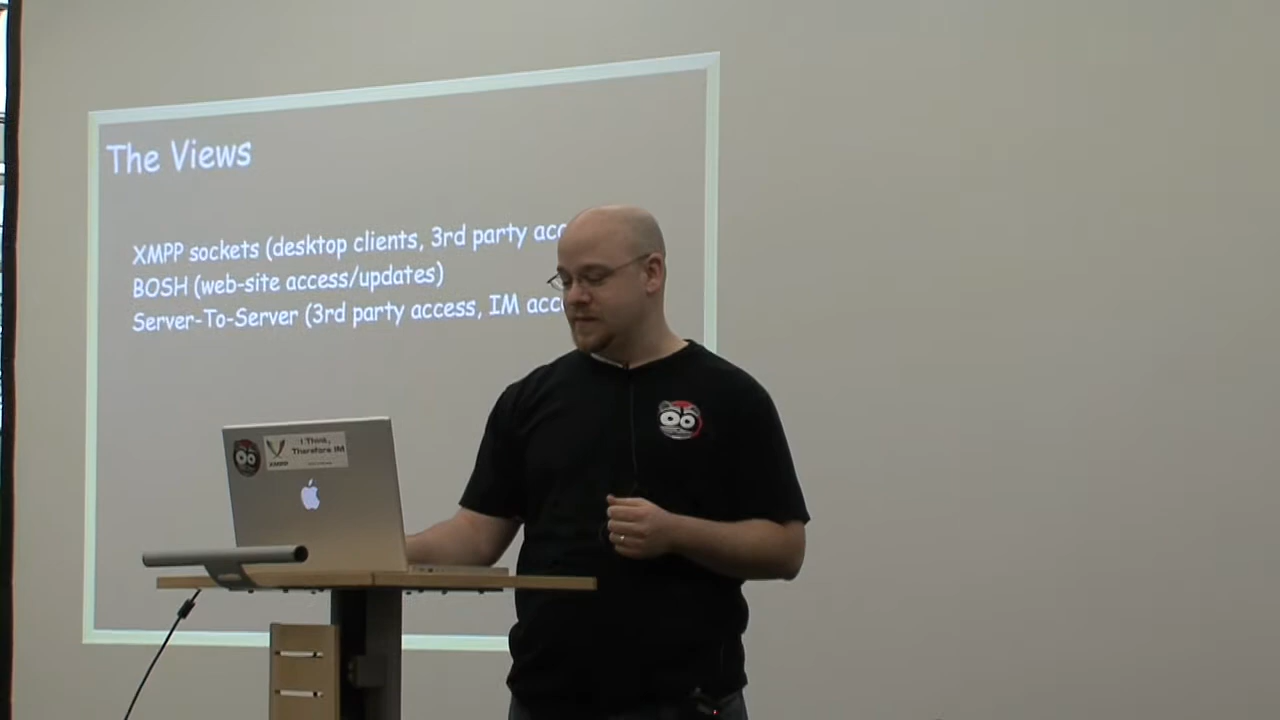 The Views
XMPP sockets (desktop clients, 3rd party acc
BOSH (web-site access/updates)
Server-To-Server (3rd party access, IM acc
I Think,
Therefore IM
XMPP